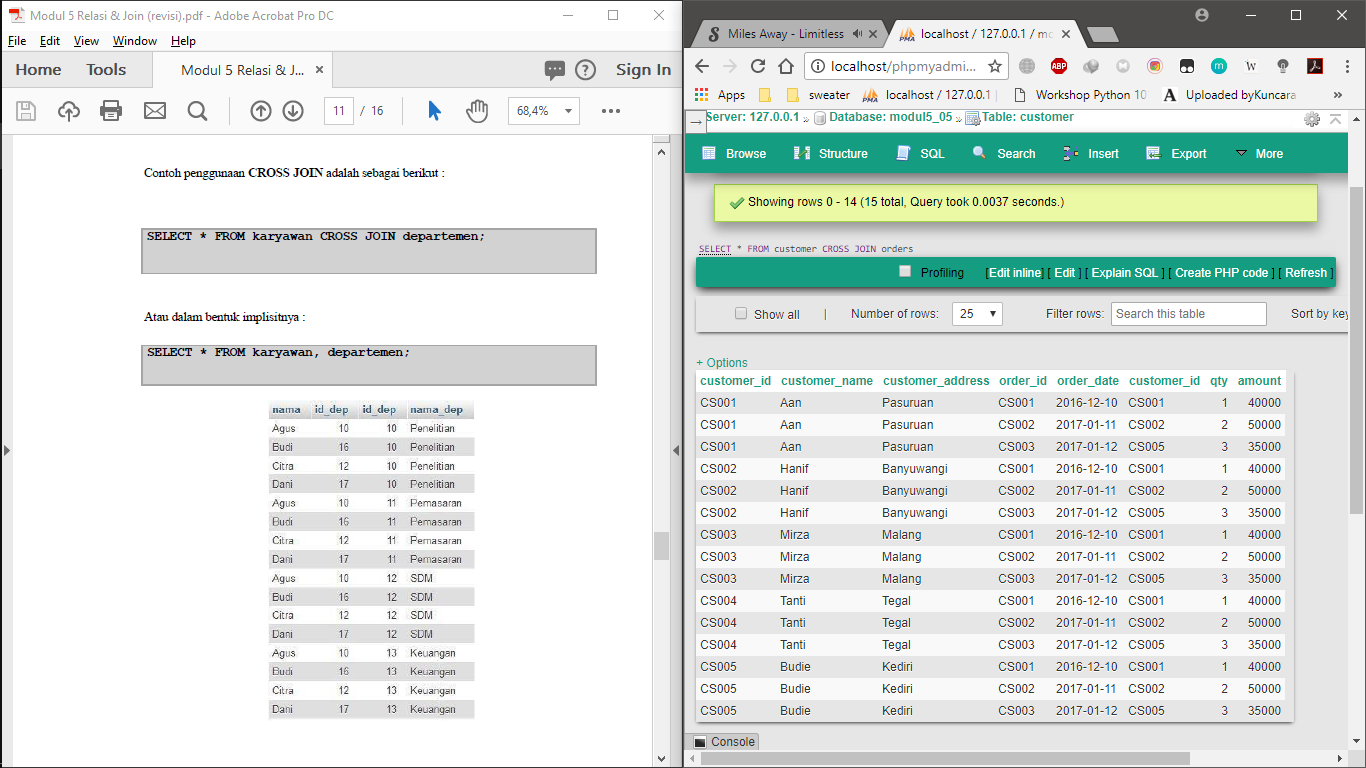 Modul 5 Relasi & Join (revisi).pdf - Adobe Acrobat Pro DC
File Edit View Window Help
Home Tools Modul 5 Relasi & J... × Sign In
11 / 16 68,4%
Contoh penggunaan CROSS JOIN adalah sebagai berikut :
SELECT * FROM karyawan CROSS JOIN departemen;
Atau dalam bentuk implisitnya :
SELECT * FROM karyawan, departemen;
nama id_dep id_dep nama_dep
Agus 10 10 Penelitian
Budi 16 10 Penelitian
Citra 12 10 Penelitian
Dani 17 10 Penelitian
Agus 10 11 Pemasaran
Budi 16 11 Pemasaran
Citra 12 11 Pemasaran
Dani 17 11 Pemasaran
Agus 10 12 SDM
Budi 16 12 SDM
Citra 12 12 SDM
Dani 17 12 SDM
Agus 10 13 Keuangan
Budi 16 13 Keuangan
Citra 12 13 Keuangan
Dani 17 13 Keuangan
Miles Away - Limitless localhost / 127.0.0.1 / mo
localhost/phpmyadmi... ABP m W
Apps sweater localhost / 127.0.0.1 | Workshop Python 10 A Uploaded byKuncara »
Server: 127.0.0.1 » Database: modul5_05 » Table: customer
Browse Structure SQL Search Insert Export More
Showing rows 0 - 14 (15 total, Query took 0.0037 seconds.)
SELECT * FROM customer CROSS JOIN orders
Profiling [Edit inline] [ Edit ] [ Explain SQL ] [ Create PHP code ] [ Refresh ]
Show all | Number of rows: 25 Filter rows: Search this table Sort by key
+ Options
customer_id customer_name customer_address order_id order_date customer_id qty amount
CS001 Aan Pasuruan CS001 2016-12-10 CS001 1 40000
CS001 Aan Pasuruan CS002 2017-01-11 CS002 2 50000
CS001 Aan Pasuruan CS003 2017-01-12 CS005 3 35000
CS002 Hanif Banyuwangi CS001 2016-12-10 CS001 1 40000
CS002 Hanif Banyuwangi CS002 2017-01-11 CS002 2 50000
CS002 Hanif Banyuwangi CS003 2017-01-12 CS005 3 35000
CS003 Mirza Malang CS001 2016-12-10 CS001 1 40000
CS003 Mirza Malang CS002 2017-01-11 CS002 2 50000
CS003 Mirza Malang CS003 2017-01-12 CS005 3 35000
CS004 Tanti Tegal CS001 2016-12-10 CS001 1 40000
CS004 Tanti Tegal CS002 2017-01-11 CS002 2 50000
CS004 Tanti Tegal CS003 2017-01-12 CS005 3 35000
CS005 Budie Kediri CS001 2016-12-10 CS001 1 40000
CS005 Budie Kediri CS002 2017-01-11 CS002 2 50000
CS005 Budie Kediri CS003 2017-01-12 CS005 3 35000
Console